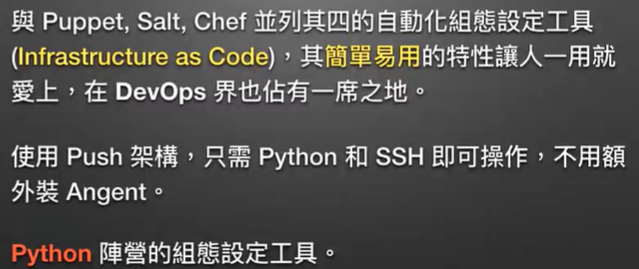 與 Puppet, Salt, Chef 並列其四的自動化組態設定工具
(Infrastructure as Code)，其簡單易用的特性讓人一用就
愛上，在 DevOps 界也佔有一席之地。
使用 Push 架構，只需 Python 和 SSH 即可操作，不用額
外裝 Angent。
Python 陣營的組態設定工具。